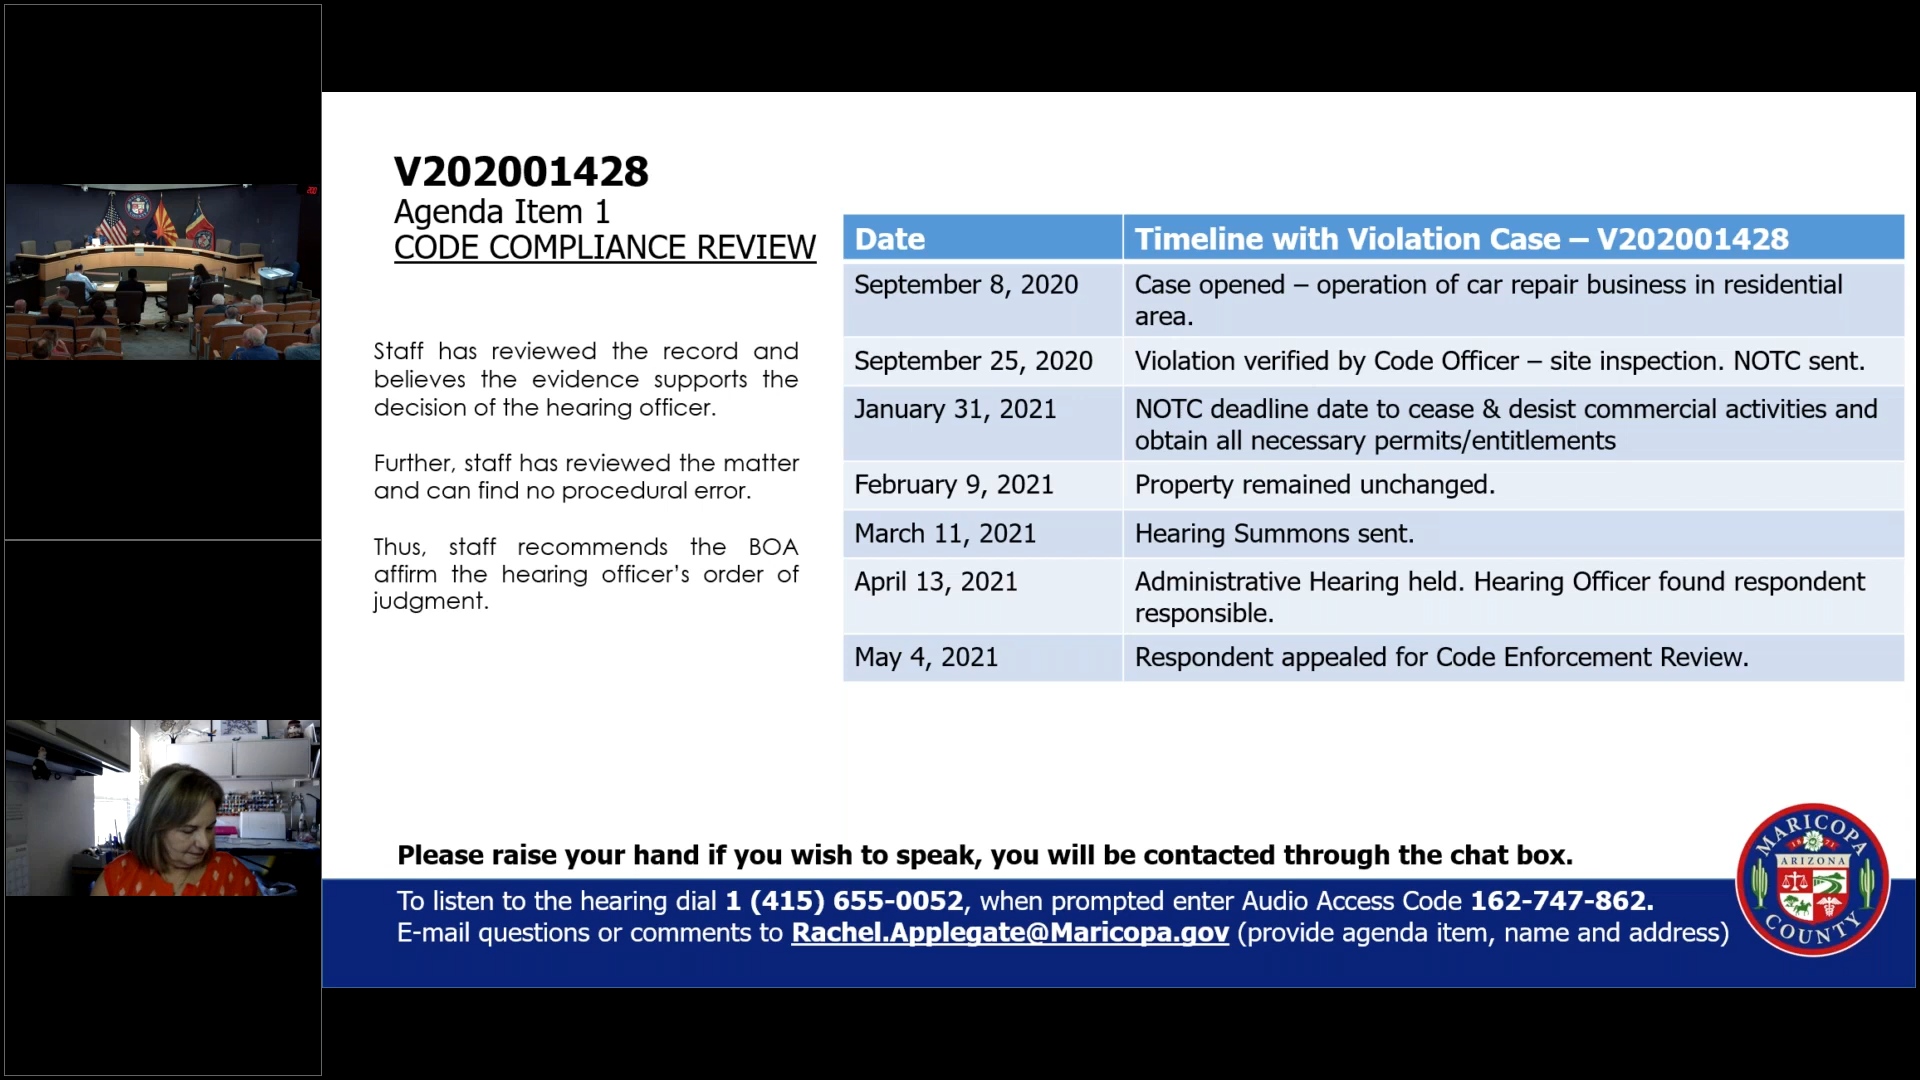 V202001428
Agenda Item 1
CODE COMPLIANCE REVIEW
Staff has reviewed the record and
believes the evidence supports the
decision of the hearing officer.
Further, staff has reviewed the matter
and can find no procedural error.
Thus, staff recommends the BOA
affirm the hearing officer’s order of
judgment.
Date Timeline with Violation Case – V202001428
September 8, 2020 Case opened – operation of car repair business in residential
area.
September 25, 2020 Violation verified by Code Officer – site inspection. NOTC sent.
January 31, 2021 NOTC deadline date to cease & desist commercial activities and
obtain all necessary permits/entitlements
February 9, 2021 Property remained unchanged.
March 11, 2021 Hearing Summons sent.
April 13, 2021 Administrative Hearing held. Hearing Officer found respondent
responsible.
May 4, 2021 Respondent appealed for Code Enforcement Review.
Please raise your hand if you wish to speak, you will be contacted through the chat box.
To listen to the hearing dial 1 (415) 655-0052, when prompted enter Audio Access Code 162-747-862.
E-mail questions or comments to Rachel.Applegate@Maricopa.gov (provide agenda item, name and address)
MARICOPA
1871
ARIZONA
COUNTY